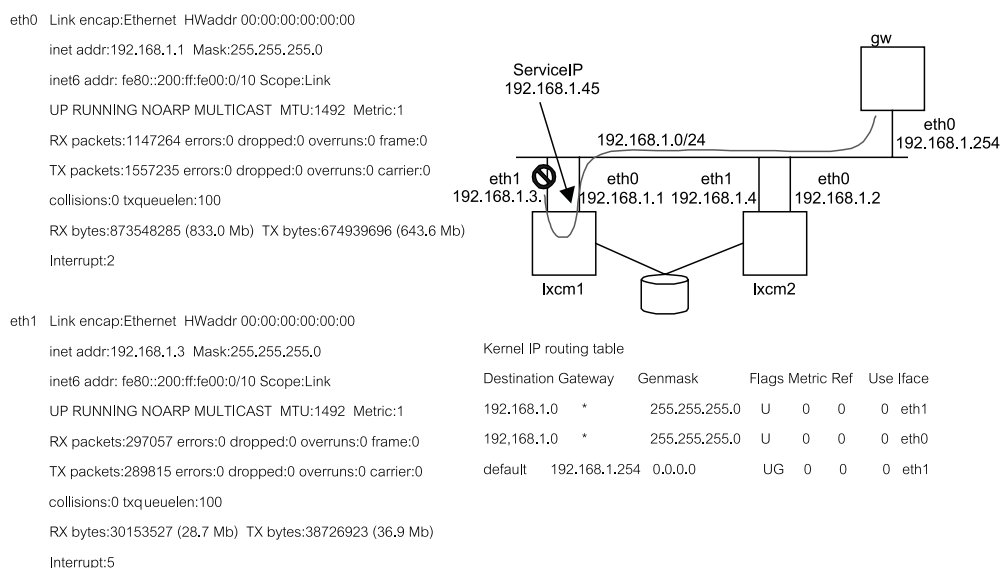 eth0 Link encap:Ethernet HWaddr 00:00:00:00:00:00
inet addr:192.168.1.1 Mask:255.255.255.0
inet6 addr: fe80::200:ff:fe00:0/10 Scope:Link
UP RUNNING NOARP MULTICAST MTU:1492 Metric:1
RX packets:1147264 errors:0 dropped:0 overruns:0 frame:0
TX packets:1557235 errors:0 dropped:0 overruns:0 carrier:0
collisions:0 txqueuelen:100
RX bytes:873548285 (833.0 Mb) TX bytes:674939696 (643.6 Mb)
Interrupt:2
eth1 Link encap:Ethernet HWaddr 00:00:00:00:00:00
inet addr:192.168.1.3 Mask:255.255.255.0
inet6 addr: fe80::200:ff:fe00:0/10 Scope:Link
UP RUNNING NOARP MULTICAST MTU:1492 Metric:1
RX packets:297057 errors:0 dropped:0 overruns:0 frame:0
TX packets:289815 errors:0 dropped:0 overruns:0 carrier:0
collisions:0 txqueuelen:100
RX bytes:30153527 (28.7 Mb) TX bytes:38726923 (36.9 Mb)
Interrupt:5
gw
ServiceIP
192.168.1.45
eth0
192.168.1.254
192.168.1.0/24
eth1
192.168.1.3.
eth0
192.168.1.1
eth1
192.168.1.4
eth0
192.168.1.2
lxcm1
lxcm2
Kernel IP routing table
Destination Gateway Genmask Flags Metric Ref Use Iface
192.168.1.0 * 255.255.255.0 U 0 0 0 eth1
192,168.1.0 * 255.255.255.0 U 0 0 0 eth0
default 192.168.1.254 0.0.0.0 UG 0 0 0 eth1